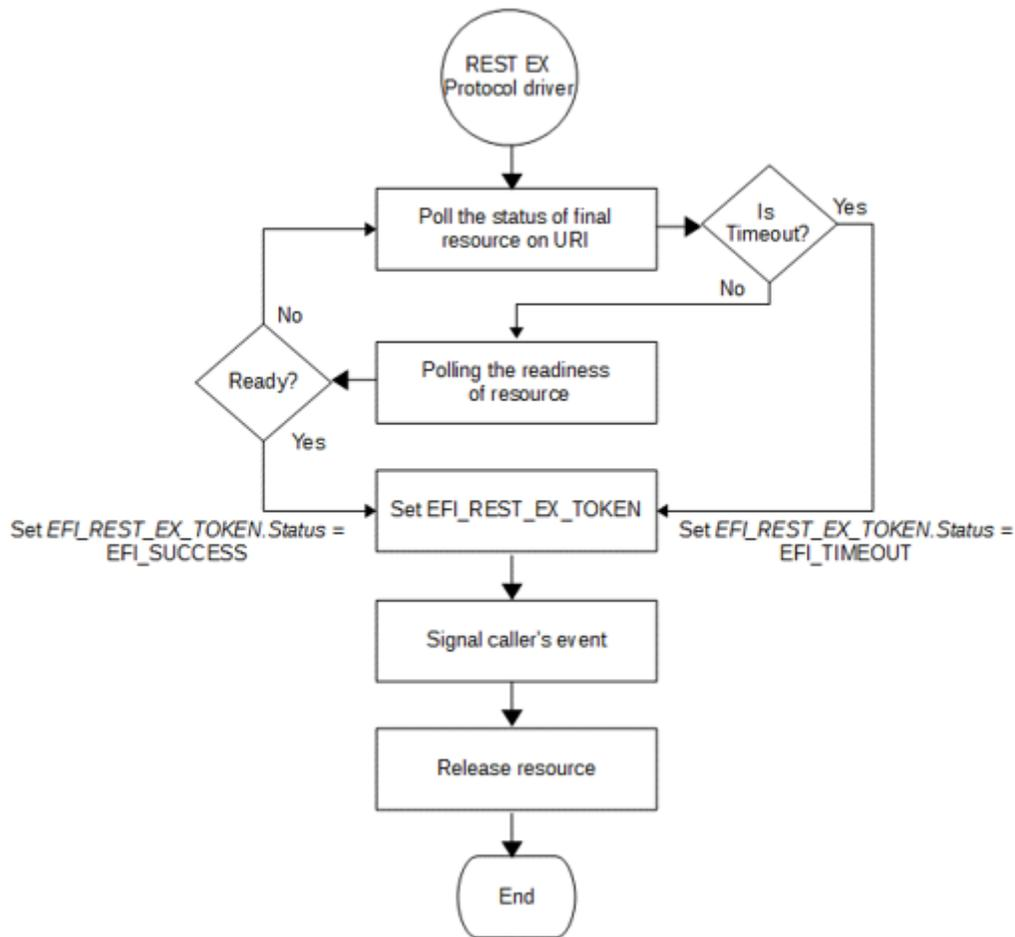 REST EX
Protocol driver
Poll the status of final
resource on URI
Is
Timeout?
Yes
No
No
Polling the readiness
of resource
Ready?
Yes
Set EFI_REST_EX_TOKEN
Set EFI_REST_EX_TOKEN.Status =
EFI_SUCCESS
Set EFI_REST_EX_TOKEN.Status =
EFI_TIMEOUT
Signal caller's event
Release resource
End